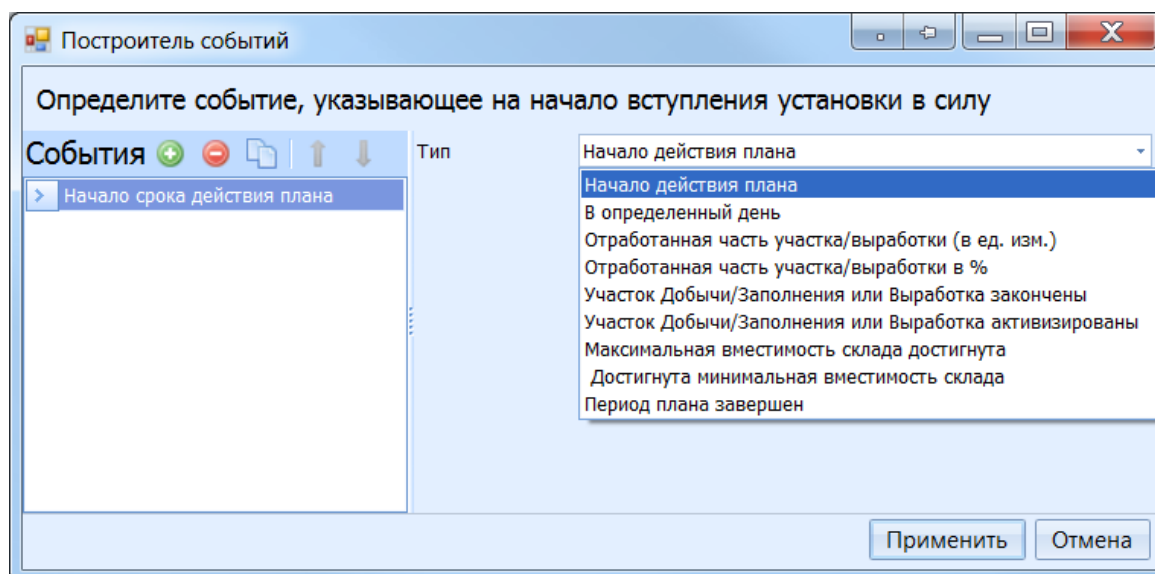 Построитель событий
Определите событие, указывающее на начало вступления установки в силу
События
Тип
Начало действия плана
Начало срока действия плана
Начало действия плана
В определенный день
Отработанная часть участка/выработки (в ед. изм.)
Отработанная часть участка/выработки в %
Участок Добычи/Заполнения или Выработка закончены
Участок Добычи/Заполнения или Выработка активизированы
Максимальная вместимость склада достигнута
Достигнута минимальная вместимость склада
Период плана завершен
Применить
Отмена